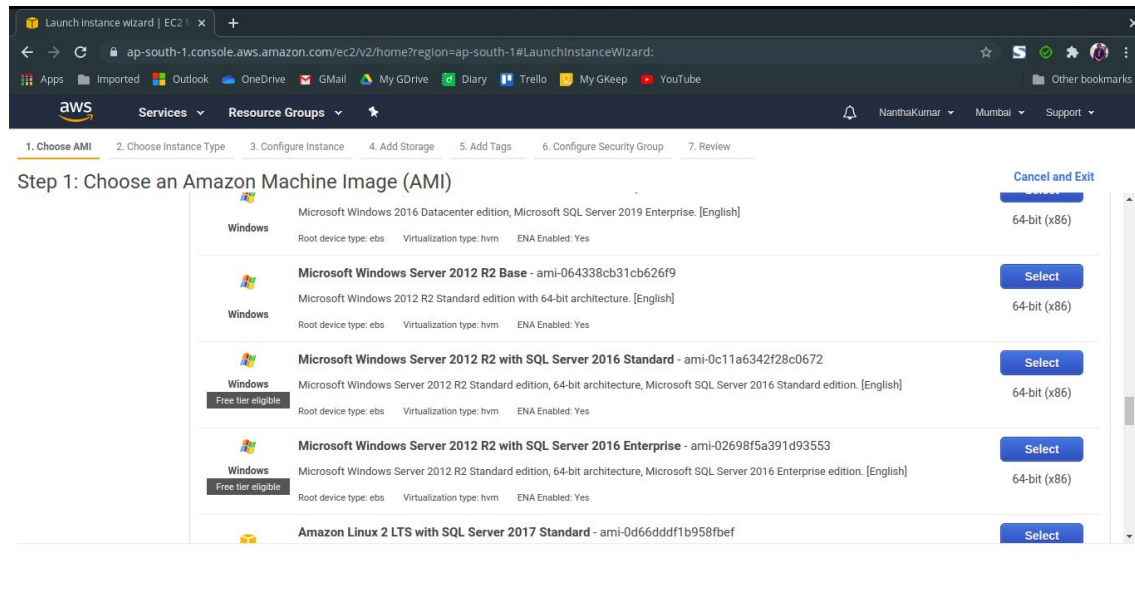 Launch instance wizard | EC2 M
ap-south-1.console.aws.amazon.com/ec2/v2/home?region=ap-south-1#LaunchInstanceWizard:
Apps Imported Outlook OneDrive GMail My GDrive Diary Trello My GKeep YouTube Other bookmarks
aws Services Resource Groups NanthaKumar Mumbai Support
1. Choose AMI 2. Choose Instance Type 3. Configure Instance 4. Add Storage 5. Add Tags 6. Configure Security Group 7. Review
Step 1: Choose an Amazon Machine Image (AMI) Cancel and Exit
Microsoft Windows 2016 Datacenter edition, Microsoft SQL Server 2019 Enterprise. [English]
Windows 64-bit (x86)
Root device type: ebs Virtualization type: hvm ENA Enabled: Yes
Microsoft Windows Server 2012 R2 Base - ami-064338cb31cb626f9 Select
Microsoft Windows 2012 R2 Standard edition with 64-bit architecture. [English]
Windows 64-bit (x86)
Root device type: ebs Virtualization type: hvm ENA Enabled: Yes
Microsoft Windows Server 2012 R2 with SQL Server 2016 Standard - ami-0c11a6342f28c0672 Select
Windows Microsoft Windows Server 2012 R2 Standard edition, 64-bit architecture, Microsoft SQL Server 2016 Standard edition. [English]
Free tier eligible 64-bit (x86)
Root device type: ebs Virtualization type: hvm ENA Enabled: Yes
Microsoft Windows Server 2012 R2 with SQL Server 2016 Enterprise - ami-02698f5a391d93553 Select
Windows Microsoft Windows Server 2012 R2 Standard edition, 64-bit architecture, Microsoft SQL Server 2016 Enterprise edition. [English]
Free tier eligible 64-bit (x86)
Root device type: ebs Virtualization type: hvm ENA Enabled: Yes
Amazon Linux 2 LTS with SQL Server 2017 Standard - ami-0d66dddf1b958fbef Select